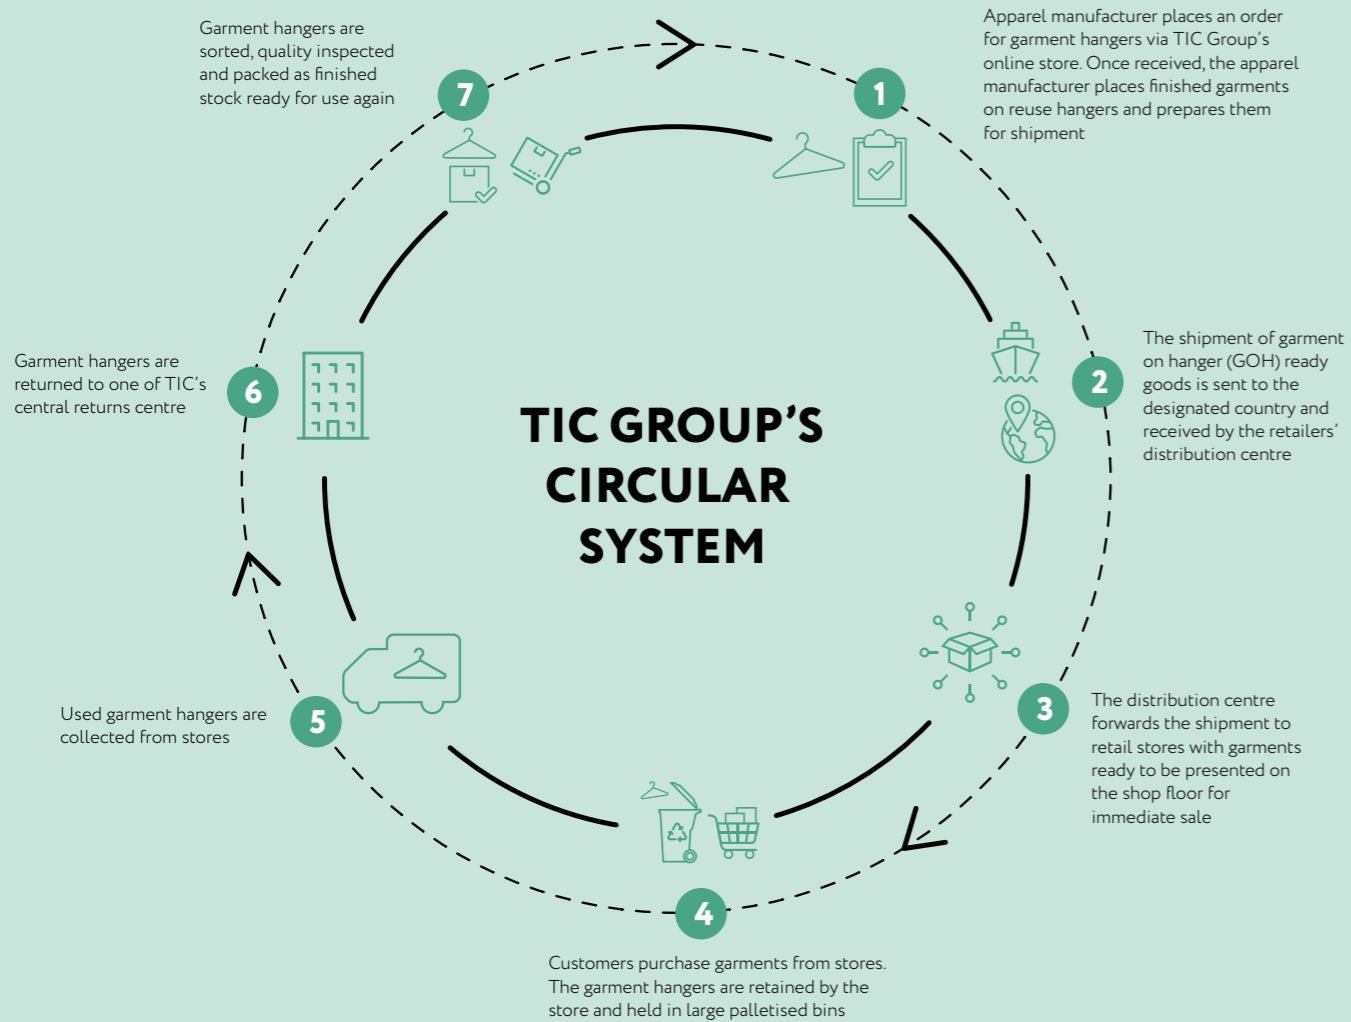 TIC GROUP'S
CIRCULAR
SYSTEM
1
Apparel manufacturer places an order
for garment hangers via TIC Group's
online store. Once received, the apparel
manufacturer places finished garments
on reuse hangers and prepares them
for shipment
2
The shipment of garment
on hanger (GOH) ready
goods is sent to the
designated country and
received by the retailers'
distribution centre
3
The distribution centre
forwards the shipment to
retail stores with garments
ready to be presented on
the shop floor for
immediate sale
4
Customers purchase garments from stores.
The garment hangers are retained by the
store and held in large palletised bins
5
Used garment hangers are
collected from stores
6
Garment hangers are
returned to one of TIC's
central returns centre
7
Garment hangers are
sorted, quality inspected
and packed as finished
stock ready for use again